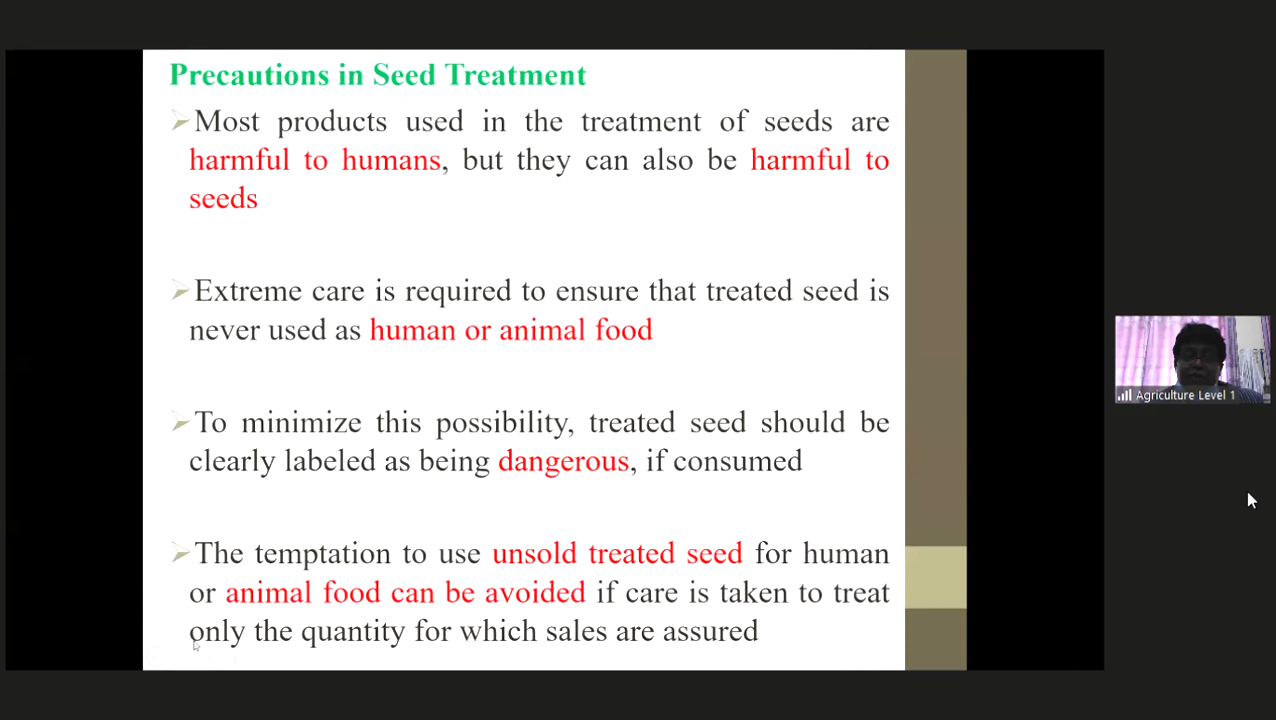 Precautions in Seed Treatment
Most products used in the treatment of seeds are
harmful to humans, but they can also be harmful to
seeds
Extreme care is required to ensure that treated seed is
never used as human or animal food
To minimize this possibility, treated seed should be
clearly labeled as being dangerous, if consumed
The temptation to use unsold treated seed for human
or animal food can be avoided if care is taken to treat
only the quantity for which sales are assured
Agriculture Level 1